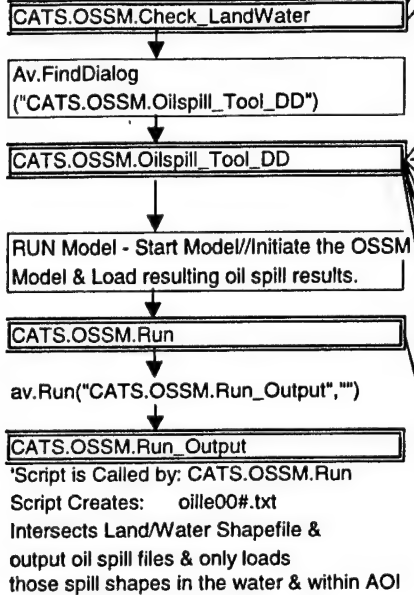 CATS.OSSM.Check_LandWater
Av.FindDialog
("CATS.OSSM.Oilspill_Tool_DD")
CATS.OSSM.Oilspill_Tool_DD
RUN Model - Start Model//Initiate the OSSM
Model & Load resulting oil spill results.
CATS.OSSM.Run
av.Run("CATS.OSSM.Run_Output","")
CATS.OSSM.Run_Output
'Script is Called by: CATS.OSSM.Run
Script Creates: oille00#.txt
Intersects Land/Water Shapefile &
output oil spill files & only loads
those spill shapes in the water & within AOI